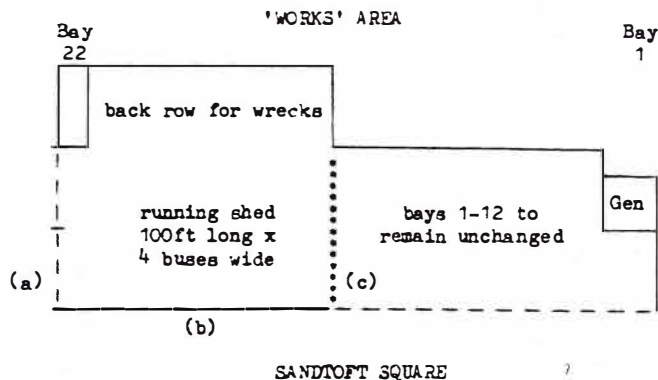 'WORKS' AREA
Bay
22
Bay
1
back row for wrecks
Gen
running shed
100ft long x
4 buses wide
bays 1-12 to
remain unchanged
(a)
(c)
(b)
SANDTOFT SQUARE